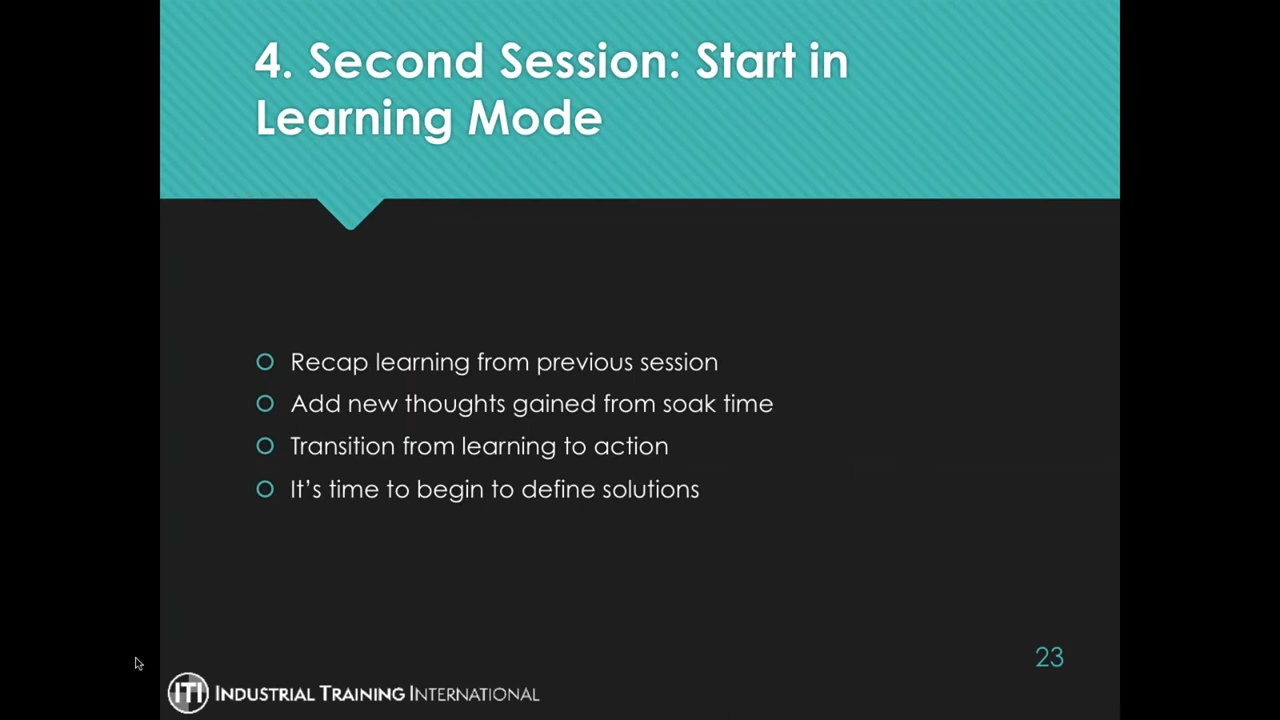 4. Second Session: Start in
Learning Mode
Recap learning from previous session
Add new thoughts gained from soak time
Transition from learning to action
It's time to begin to define solutions
23
ITI INDUSTRIAL TRAINING INTERNATIONAL